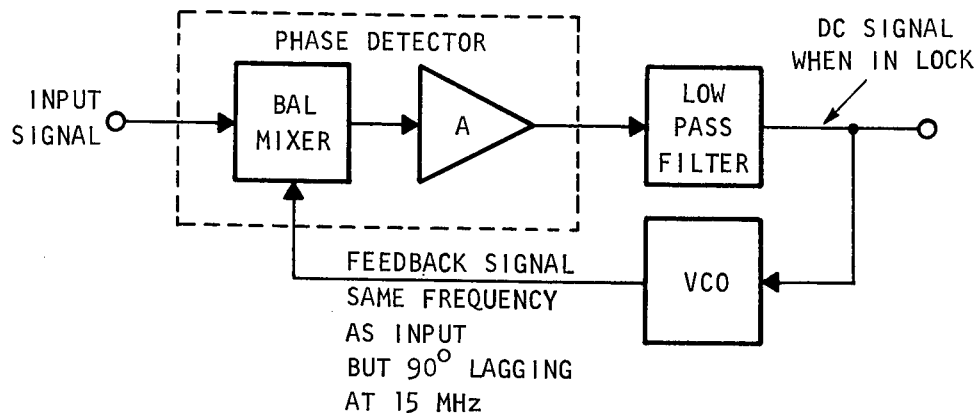 PHASE DETECTOR
DC SIGNAL
WHEN IN LOCK
INPUT
SIGNAL
BAL
MIXER
A
LOW
PASS
FILTER
FEEDBACK SIGNAL
SAME FREQUENCY
AS INPUT
BUT 90° LAGGING
AT 15 MHz
VCO